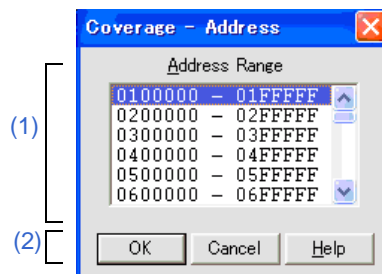 Coverage - Address
Address Range
0100000 - 01FFFFF
0200000 - 02FFFFF
(1)
0300000 - 03FFFFF
0400000 - 04FFFFF
0500000 - 05FFFFF
0600000 - 06FFFFF
(2)
OK Cancel Help